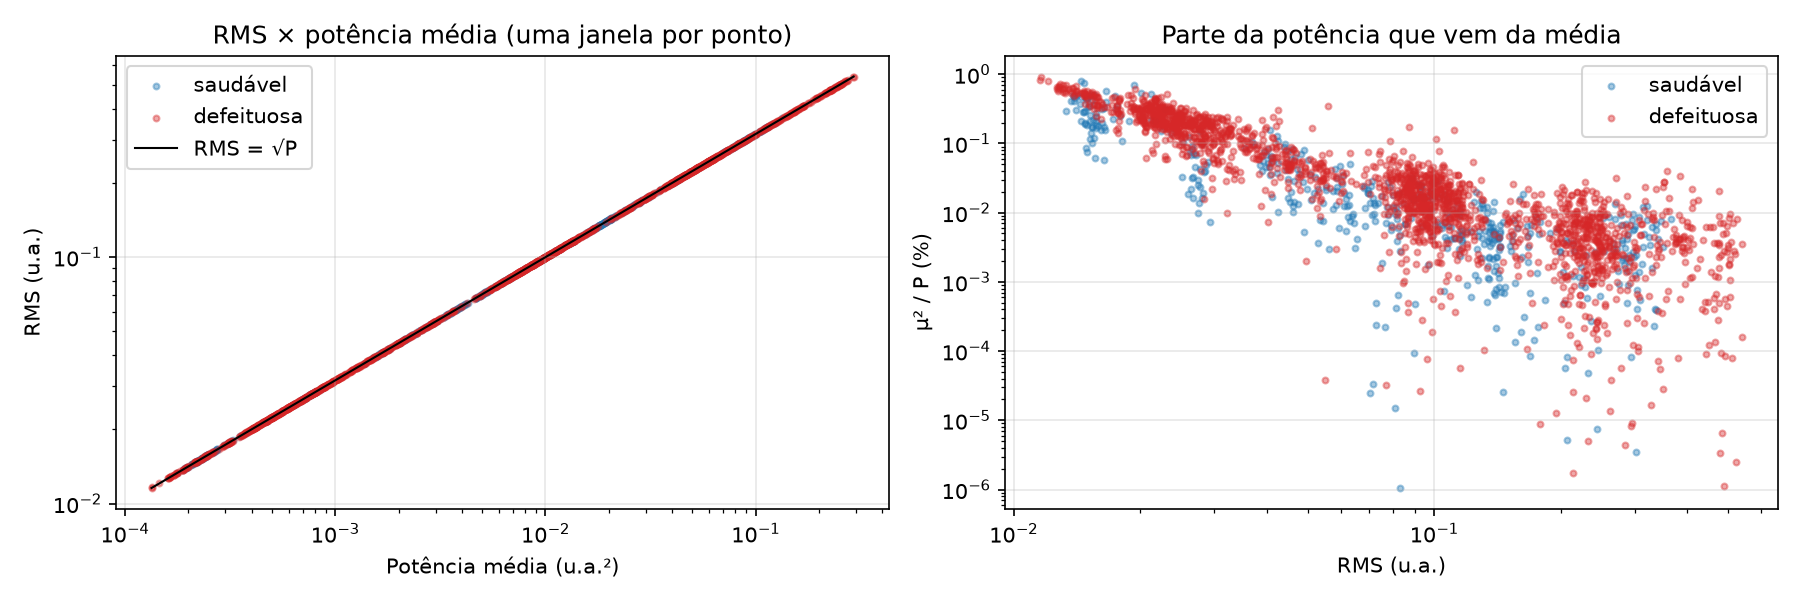 RMS × potência média (uma janela por ponto)
saudável
defeituosa
RMS = √P
RMS (u.a.)
10⁻¹
10⁻²
10⁻⁴ 10⁻³ 10⁻² 10⁻¹
Potência média (u.a.²)
Parte da potência que vem da média
saudável
defeituosa
μ² / P (%)
10⁰
10⁻¹
10⁻²
10⁻³
10⁻⁴
10⁻⁵
10⁻⁶
10⁻² 10⁻¹
RMS (u.a.)